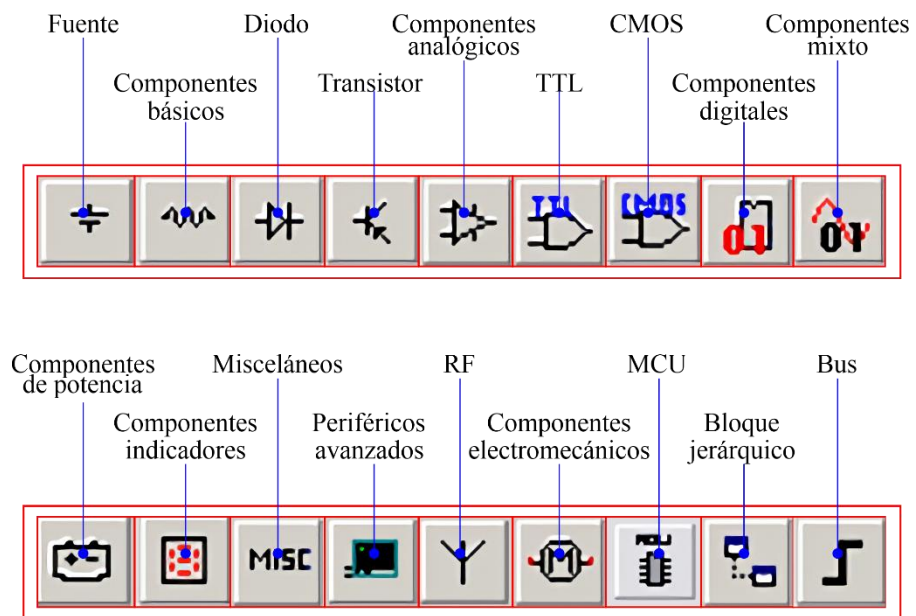 Fuente
Diodo
Componentes
analógicos
CMOS
Componentes
mixto
Componentes
básicos
Transistor
TTL
Componentes
digitales
TTL
CMOS
01
01
Componentes
de potencia
Misceláneos
RF
MCU
Bus
Componentes
indicadores
Periféricos
avanzados
Componentes
electromecánicos
Bloque
jerárquico
MISC
M